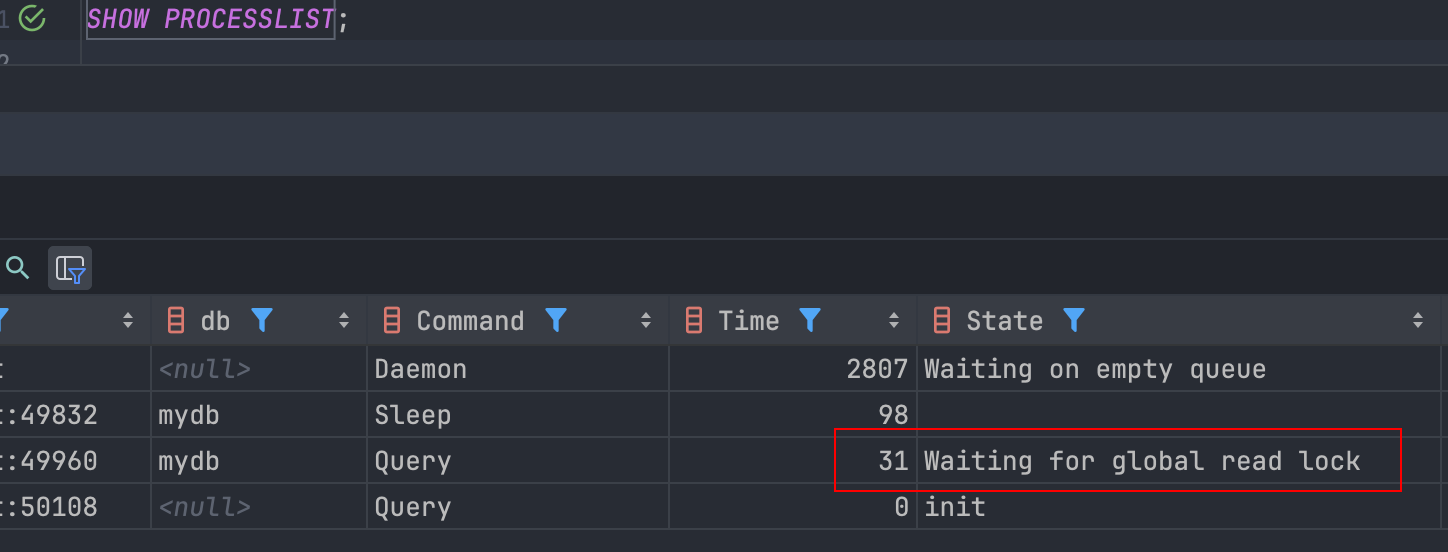 1 SHOW PROCESSLIST;
2
db Command Time State
<null> Daemon 2807 Waiting on empty queue
:49832 mydb Sleep 98
:49960 mydb Query 31 Waiting for global read lock
:50108 <null> Query 0 init